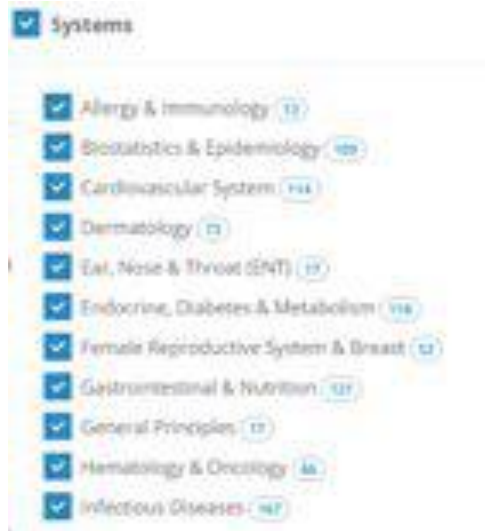 Systems
Allergy & Immunology
Biostatistics & Epidemiology
Cardiovascular System
Dermatology
Ear, Nose & Throat (ENT)
Endocrine, Diabetes & Metabolism
Female Reproductive System & Breast
Gastrointestinal & Nutrition
General Principles
Hematology & Oncology
Infectious Diseases